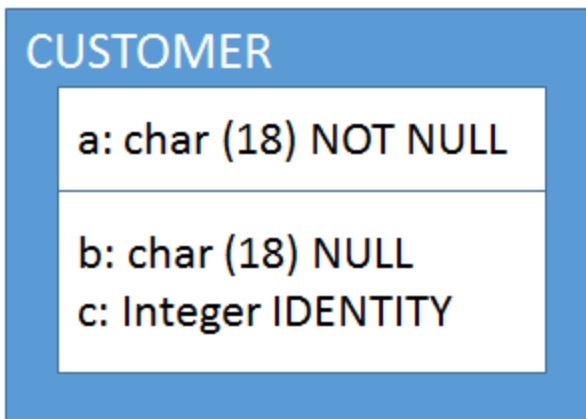 CUSTOMER
a: char (18) NOT NULL
b: char (18) NULL
c: Integer IDENTITY